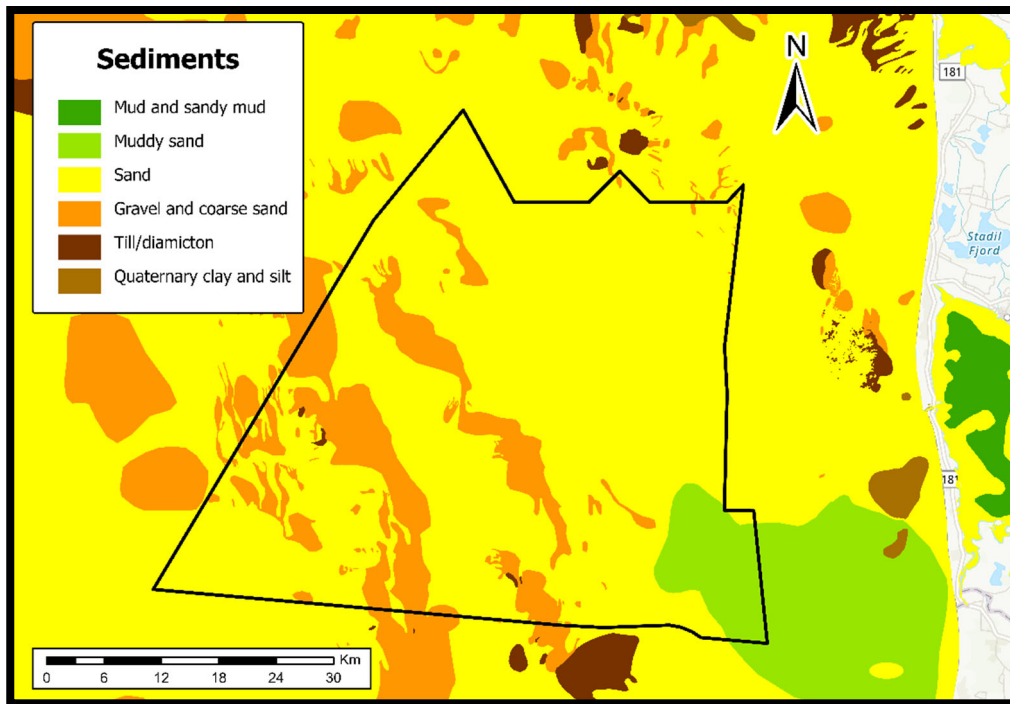 Sediments
Mud and sandy mud
Muddy sand
Sand
Gravel and coarse sand
Till/diamicton
Quaternary clay and silt
N
181
Stadil
Fjord
181
Km
0 6 12 18 24 30